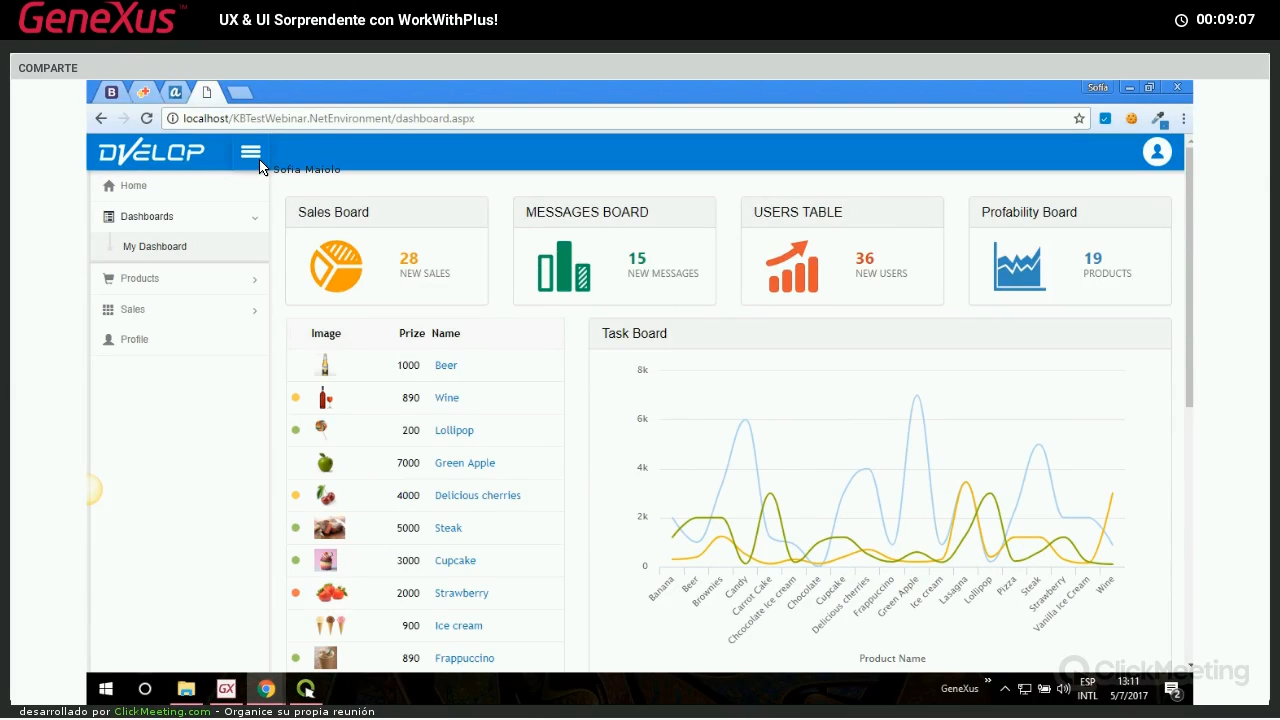 GeneXus™
UX & UI Sorprendente con WorkWithPlus!
00:09:07
COMPARTE
Sofía
localhost/KBTestWebinar.NetEnvironment/dashboard.aspx
DVELOP
Sofia Maiolo
Home
Dashboards
My Dashboard
Products
Sales
Profile
Sales Board
28
NEW SALES
MESSAGES BOARD
15
NEW MESSAGES
USERS TABLE
36
NEW USERS
Profability Board
19
PRODUCTS
Image Prize Name
1000 Beer
890 Wine
200 Lollipop
7000 Green Apple
4000 Delicious cherries
5000 Steak
3000 Cupcake
2000 Strawberry
900 Ice cream
890 Frappuccino
Task Board
8k
6k
4k
2k
0
Banana
Beer
Brownies
Candy
Carrot Cake
Chcocolate Ice cream
Chocolate
Cupcake
Delicious cherries
Frappuccino
Green Apple
Ice cream
Lasagna
Lollipop
Pizza
Steak
Strawberry
Vanilla Ice Cream
Wine
Product Name
ClickMeeting
GX
GeneXus
ESP
INTL
13:11
5/7/2017
2
desarrollado por ClickMeeting.com - Organice su propia reunión